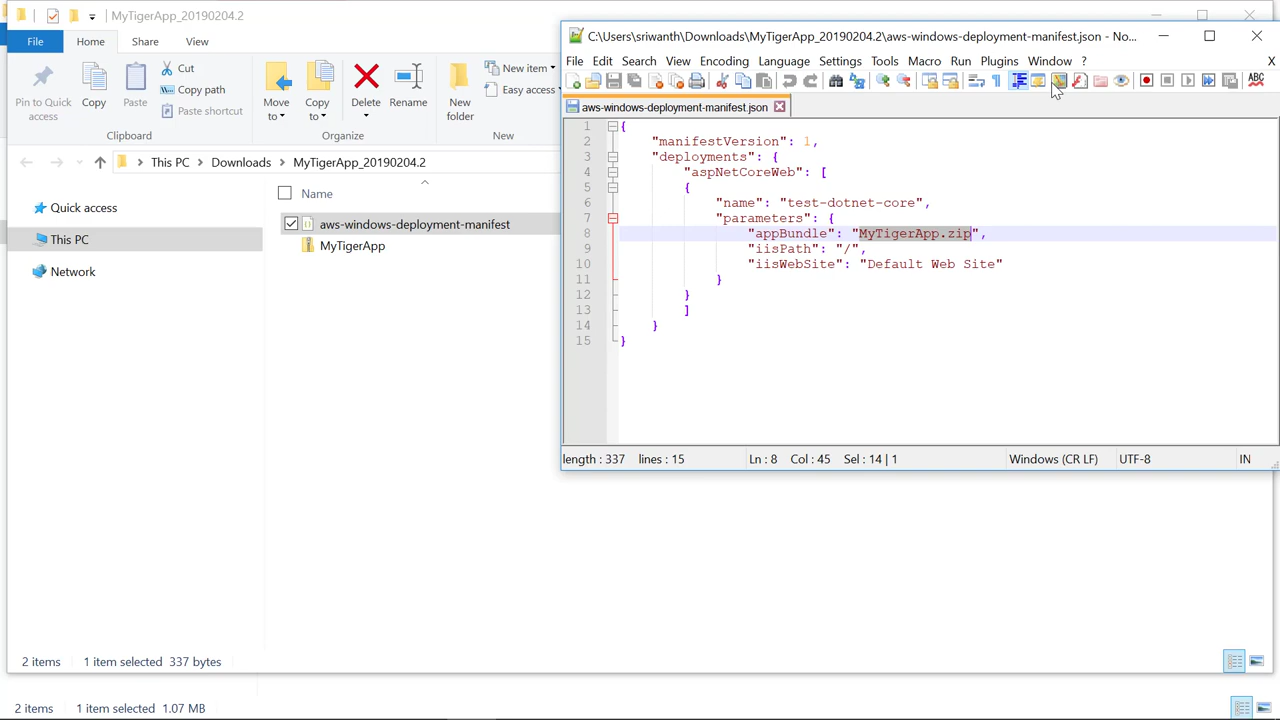 MyTigerApp_20190204.2
File Home Share View
Pin to Quick access
Copy
Paste
Cut
Copy path
Paste shortcut
Clipboard
Move to
Copy to
Delete
Rename
Organize
New folder
New item
Easy access
New
This PC Downloads MyTigerApp_20190204.2
Quick access
This PC
Network
Name
aws-windows-deployment-manifest
MyTigerApp
2 items 1 item selected 337 bytes
2 items 1 item selected 1.07 MB
C:\Users\sriwanth\Downloads\MyTigerApp_20190204.2\aws-windows-deployment-manifest.json - No...
File Edit Search View Encoding Language Settings Tools Macro Run Plugins Window ? X
ABC
aws-windows-deployment-manifest.json
1 {
2 "manifestVersion": 1,
3 "deployments": {
4 "aspNetCoreWeb": [
5 {
6 "name": "test-dotnet-core",
7 "parameters": {
8 "appBundle": "MyTigerApp.zip",
9 "iisPath": "/",
10 "iisWebSite": "Default Web Site"
11 }
12 }
13 ]
14 }
15 }
length : 337 lines : 15 Ln : 8 Col : 45 Sel : 14 | 1 Windows (CR LF) UTF-8 IN